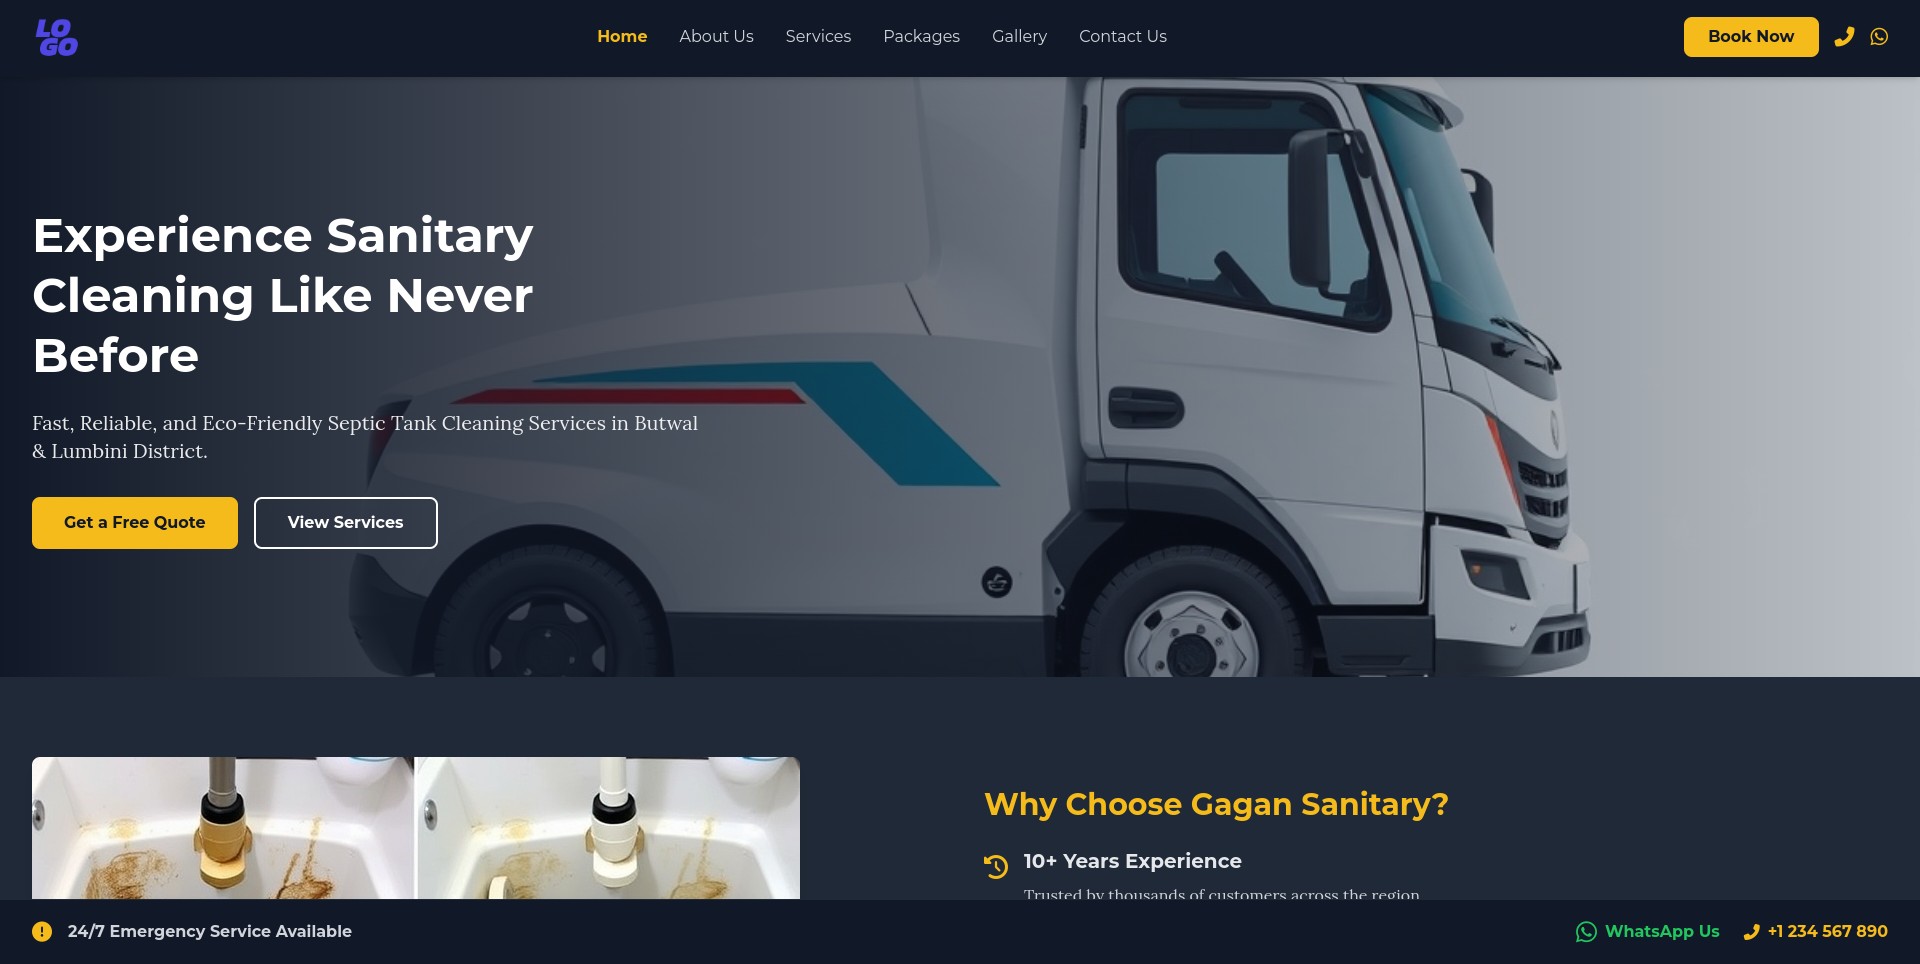 LO
GO
Home About Us Services Packages Gallery Contact Us
Book Now
Experience Sanitary
Cleaning Like Never
Before
Fast, Reliable, and Eco-Friendly Septic Tank Cleaning Services in Butwal
& Lumbini District.
Get a Free Quote View Services
Why Choose Gagan Sanitary?
10+ Years Experience
Trusted by thousands of customers across the region
24/7 Emergency Service Available
WhatsApp Us +1 234 567 890